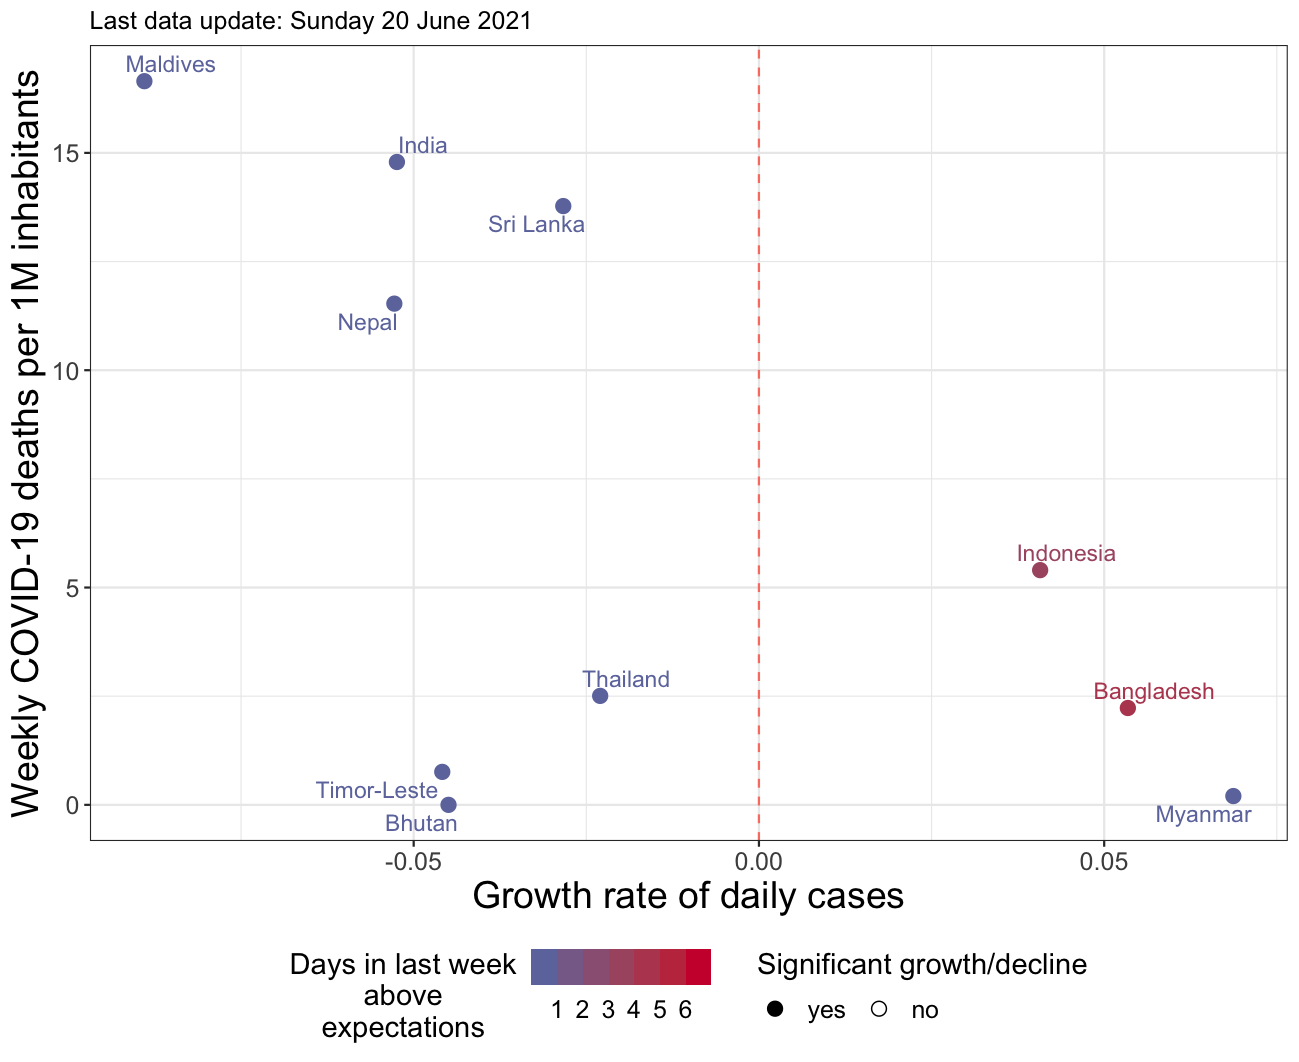 Last data update: Sunday 20 June 2021
Weekly COVID-19 deaths per 1M inhabitants
15
10
5
0
Maldives
India
Sri Lanka
Nepal
Indonesia
Thailand
Bangladesh
Timor-Leste
Myanmar
Bhutan
-0.05
0.00
0.05
Growth rate of daily cases
Days in last week
above
expectations
1 2 3 4 5 6
Significant growth/decline
yes
no